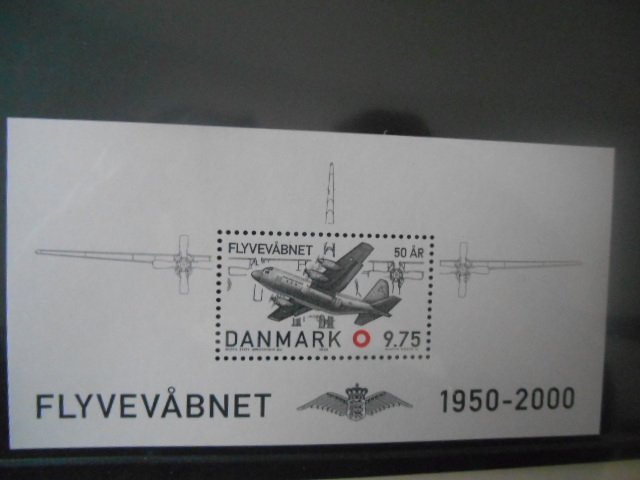 FLYVEVÅBNET 50 ÅR
DANMARK 9.75
FLYVEVÅBNET 1950-2000